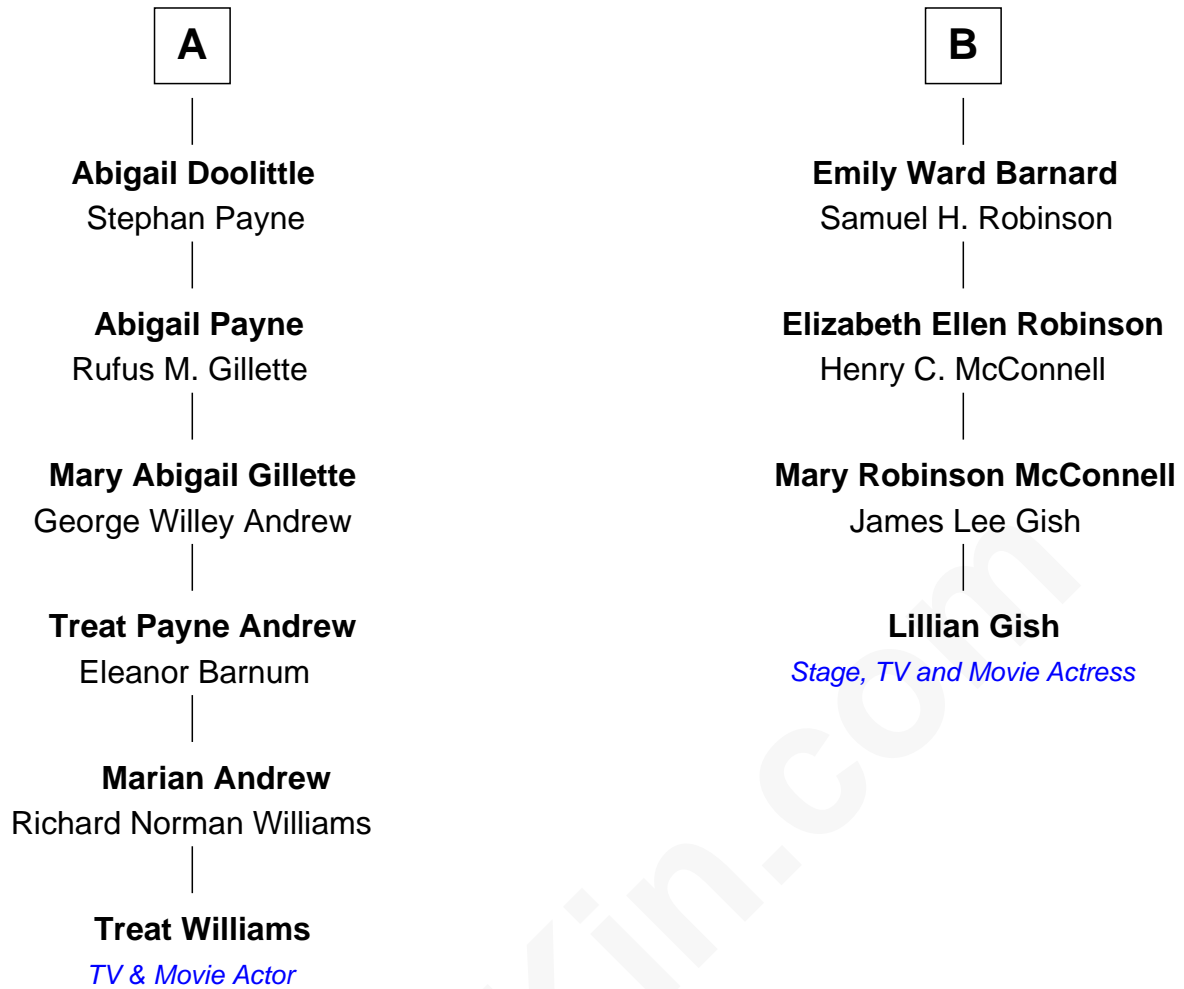 A
Abigail Doolittle
Stephan Payne
Abigail Payne
Rufus M. Gillette
Mary Abigail Gillette
George Willey Andrew
Treat Payne Andrew
Eleanor Barnum
Marian Andrew
Richard Norman Williams
Treat Williams
TV & Movie Actor
B
Emily Ward Barnard
Samuel H. Robinson
Elizabeth Ellen Robinson
Henry C. McConnell
Mary Robinson McConnell
James Lee Gish
Lillian Gish
Stage, TV and Movie Actress
Kin.com